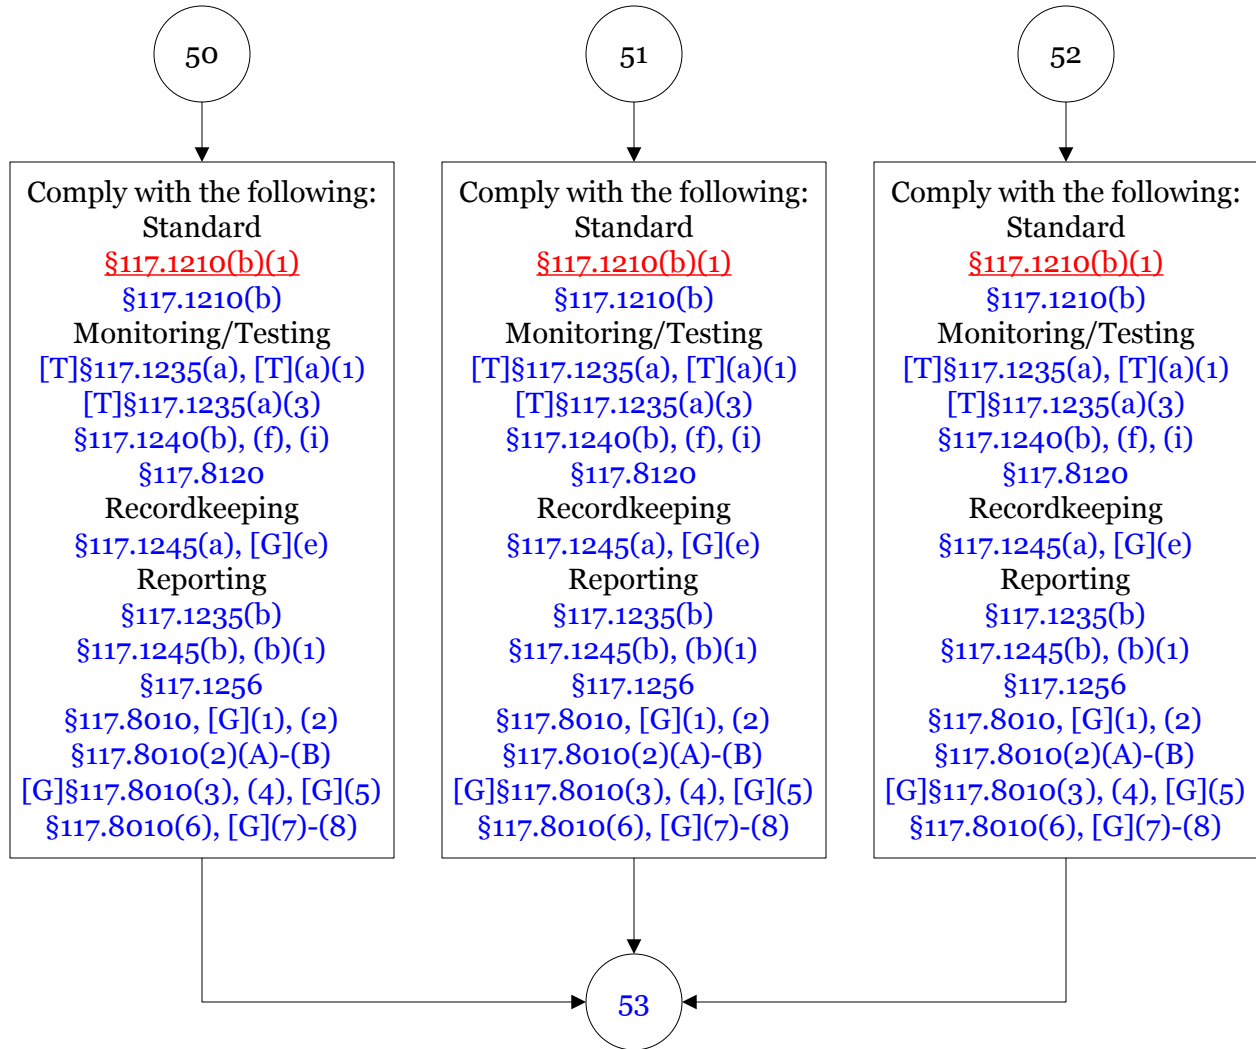 50
51
52
Comply with the following:
Standard
§117.1210(b)(1)
§117.1210(b)
Monitoring/Testing
[T]§117.1235(a), [T](a)(1)
[T]§117.1235(a)(3)
§117.1240(b), (f), (i)
§117.8120
Recordkeeping
§117.1245(a), [G](e)
Reporting
§117.1235(b)
§117.1245(b), (b)(1)
§117.1256
§117.8010, [G](1), (2)
§117.8010(2)(A)-(B)
[G]§117.8010(3), (4), [G](5)
§117.8010(6), [G](7)-(8)
Comply with the following:
Standard
§117.1210(b)(1)
§117.1210(b)
Monitoring/Testing
[T]§117.1235(a), [T](a)(1)
[T]§117.1235(a)(3)
§117.1240(b), (f), (i)
§117.8120
Recordkeeping
§117.1245(a), [G](e)
Reporting
§117.1235(b)
§117.1245(b), (b)(1)
§117.1256
§117.8010, [G](1), (2)
§117.8010(2)(A)-(B)
[G]§117.8010(3), (4), [G](5)
§117.8010(6), [G](7)-(8)
Comply with the following:
Standard
§117.1210(b)(1)
§117.1210(b)
Monitoring/Testing
[T]§117.1235(a), [T](a)(1)
[T]§117.1235(a)(3)
§117.1240(b), (f), (i)
§117.8120
Recordkeeping
§117.1245(a), [G](e)
Reporting
§117.1235(b)
§117.1245(b), (b)(1)
§117.1256
§117.8010, [G](1), (2)
§117.8010(2)(A)-(B)
[G]§117.8010(3), (4), [G](5)
§117.8010(6), [G](7)-(8)
53